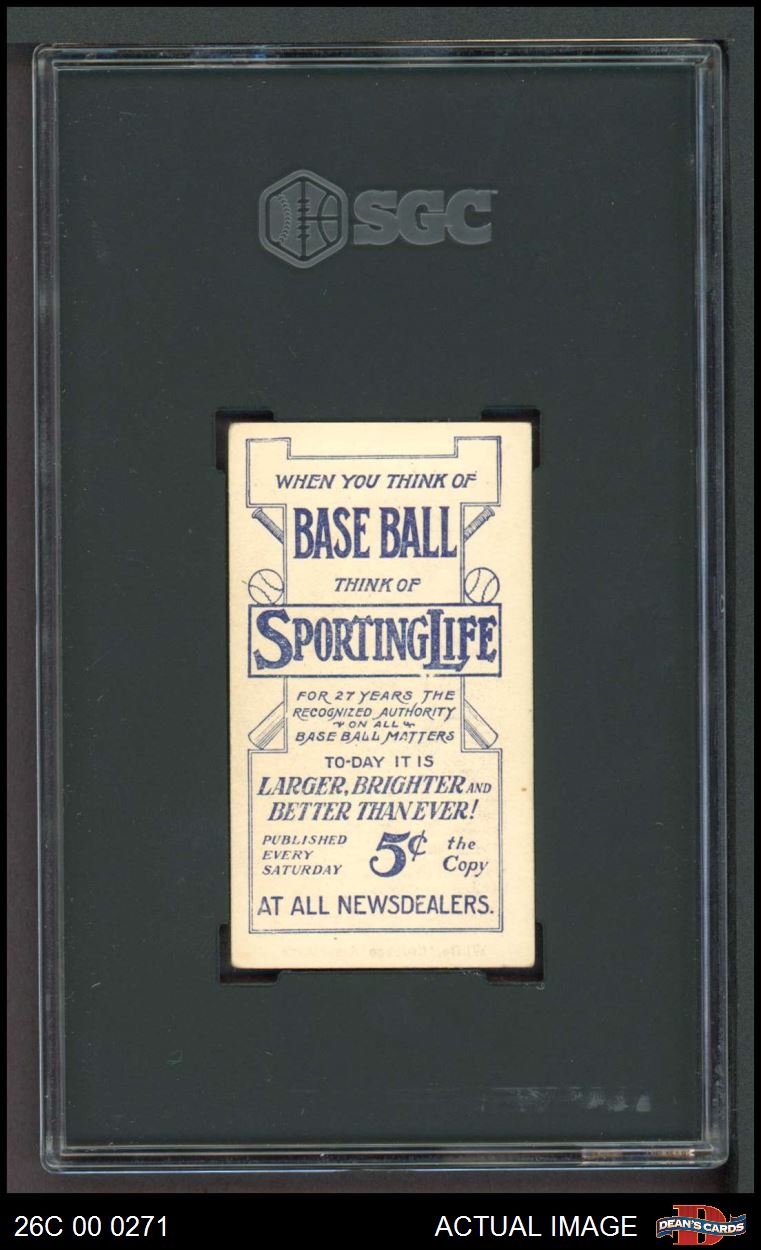 SGC
WHEN YOU THINK OF
BASE BALL
THINK OF
SPORTING LIFE
FOR 27 YEARS THE
RECOGNIZED AUTHORITY
ON ALL
BASE BALL MATTERS
TO-DAY IT IS
LARGER, BRIGHTER AND
BETTER THAN EVER!
PUBLISHED
EVERY
SATURDAY
5¢
the
Copy
AT ALL NEWSDEALERS.
26C 00 0271
ACTUAL IMAGE
DEAN'S CARDS